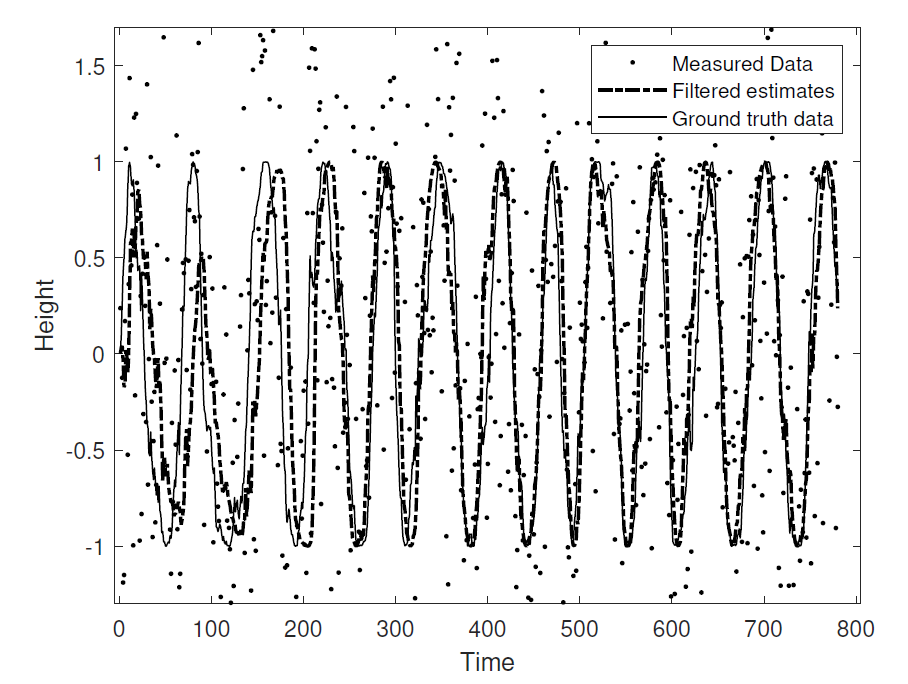 1.5
1
0.5
0
-0.5
-1
Height
Measured Data
Filtered estimates
Ground truth data
0 100 200 300 400 500 600 700 800
Time